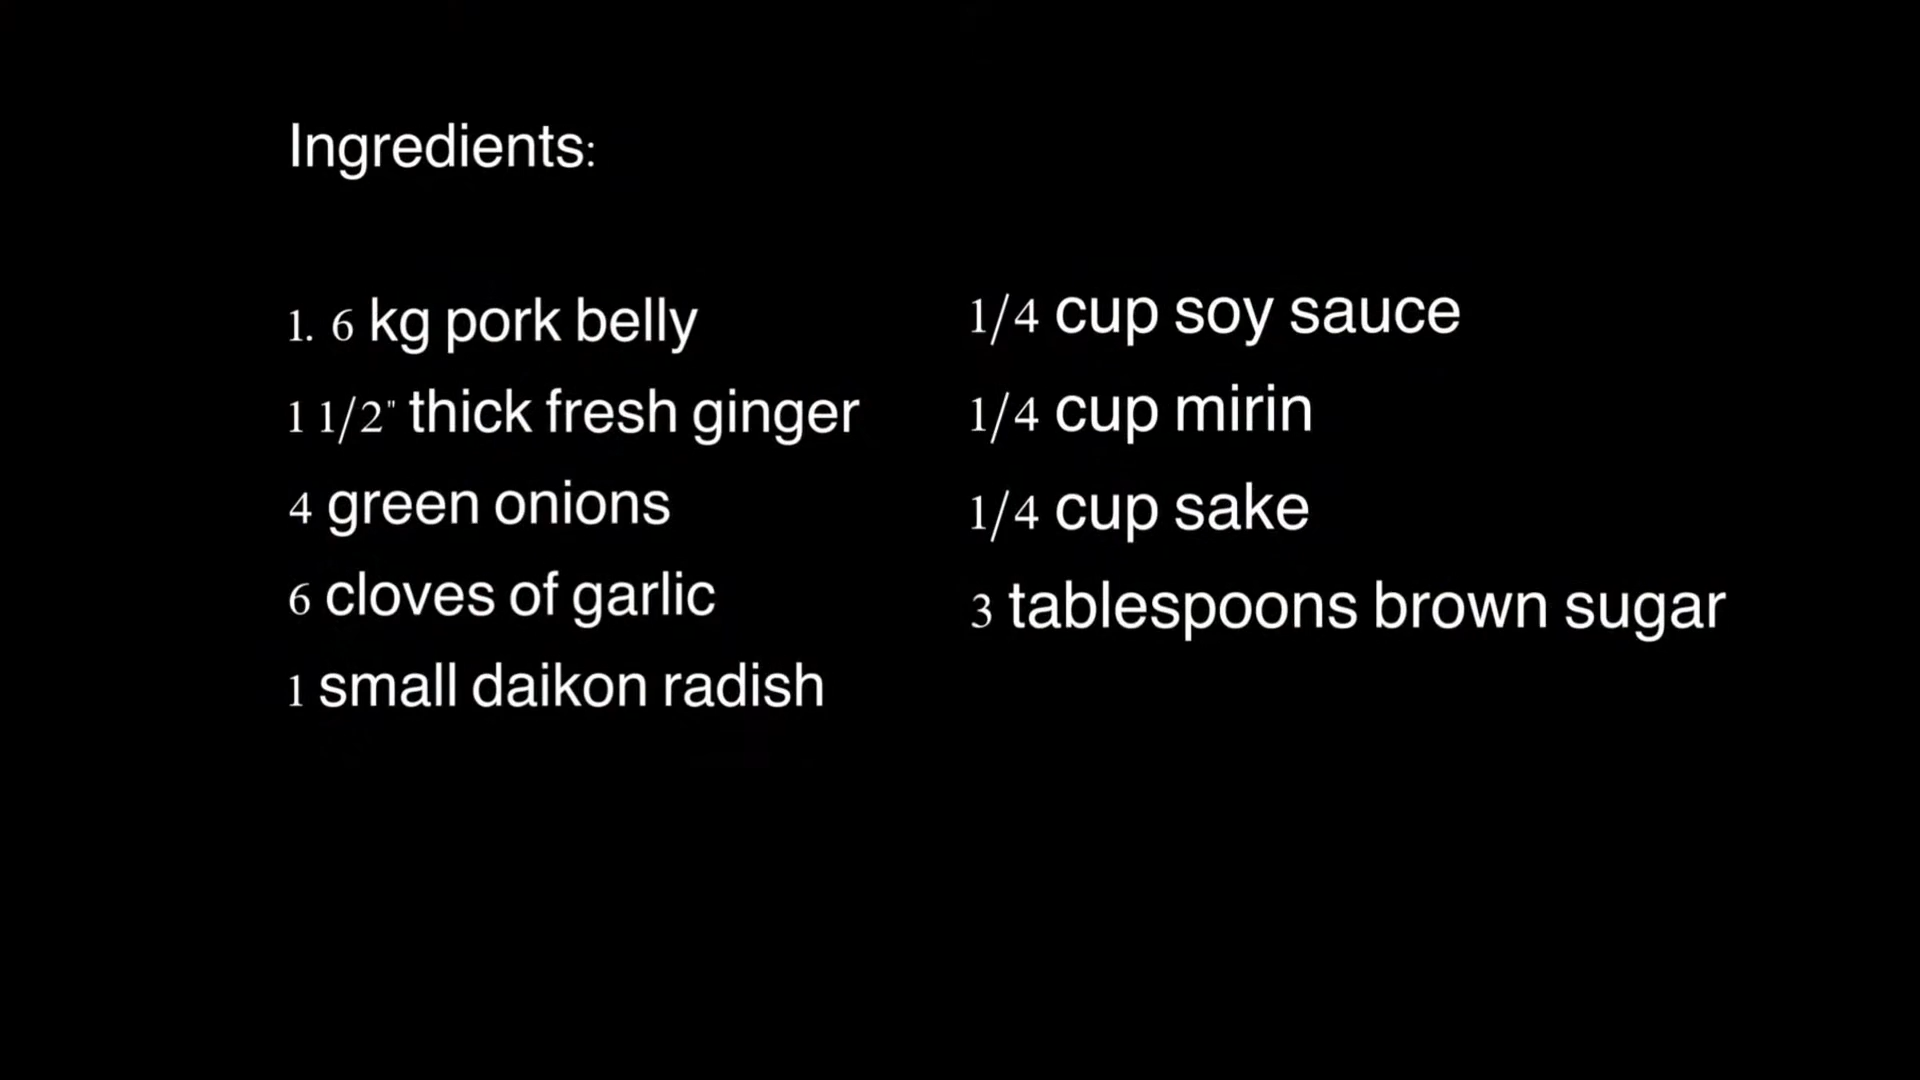 Ingredients:
1. 6 kg pork belly
1 1/2" thick fresh ginger
4 green onions
6 cloves of garlic
1 small daikon radish
1/4 cup soy sauce
1/4 cup mirin
1/4 cup sake
3 tablespoons brown sugar